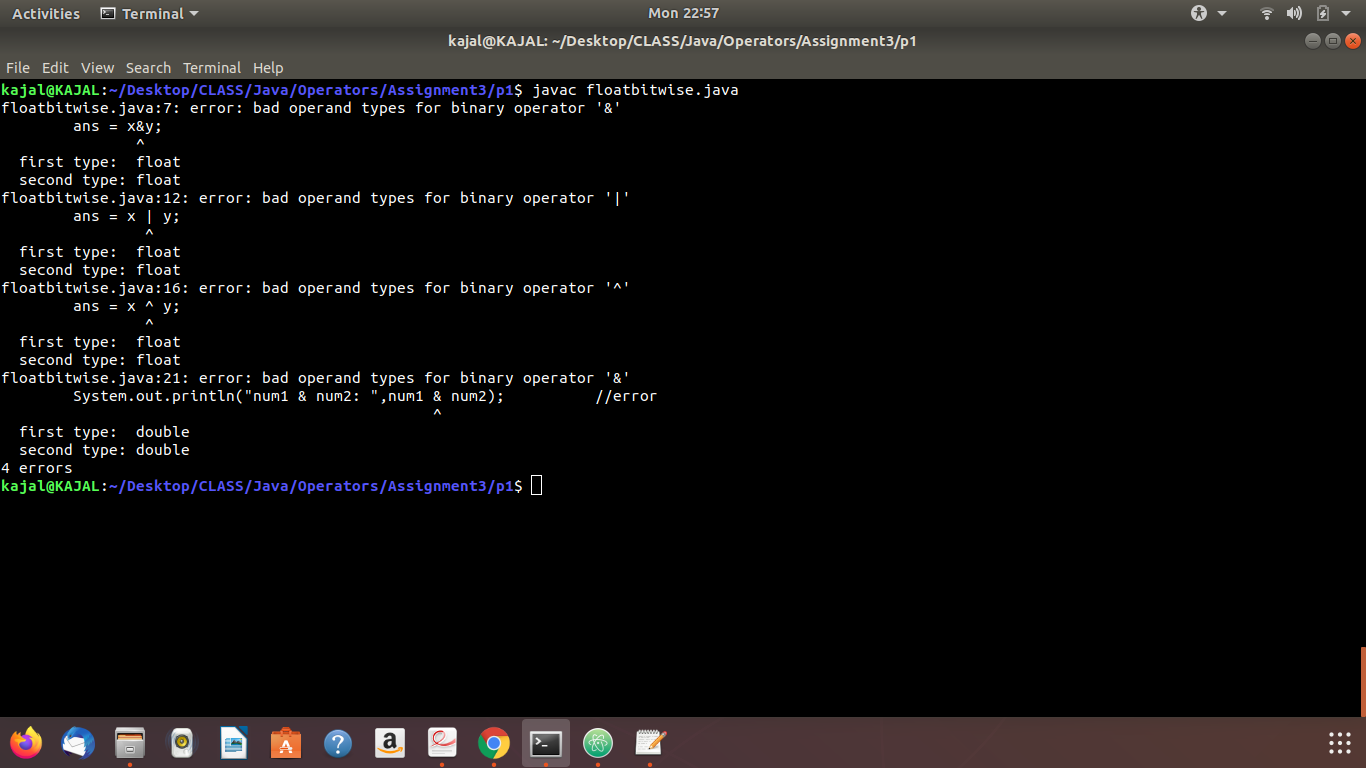 Activities Terminal Mon 22:57
kajal@KAJAL: ~/Desktop/CLASS/Java/Operators/Assignment3/p1
File Edit View Search Terminal Help
kajal@KAJAL:~/Desktop/CLASS/Java/Operators/Assignment3/p1$ javac floatbitwise.java
floatbitwise.java:7: error: bad operand types for binary operator '&'
        ans = x&y;
               ^
  first type:  float
  second type: float
floatbitwise.java:12: error: bad operand types for binary operator '|'
        ans = x | y;
                ^
  first type:  float
  second type: float
floatbitwise.java:16: error: bad operand types for binary operator '^'
        ans = x ^ y;
                ^
  first type:  float
  second type: float
floatbitwise.java:21: error: bad operand types for binary operator '&'
        System.out.println("num1 & num2: ",num1 & num2);          //error
                                                ^
  first type:  double
  second type: double
4 errors
kajal@KAJAL:~/Desktop/CLASS/Java/Operators/Assignment3/p1$